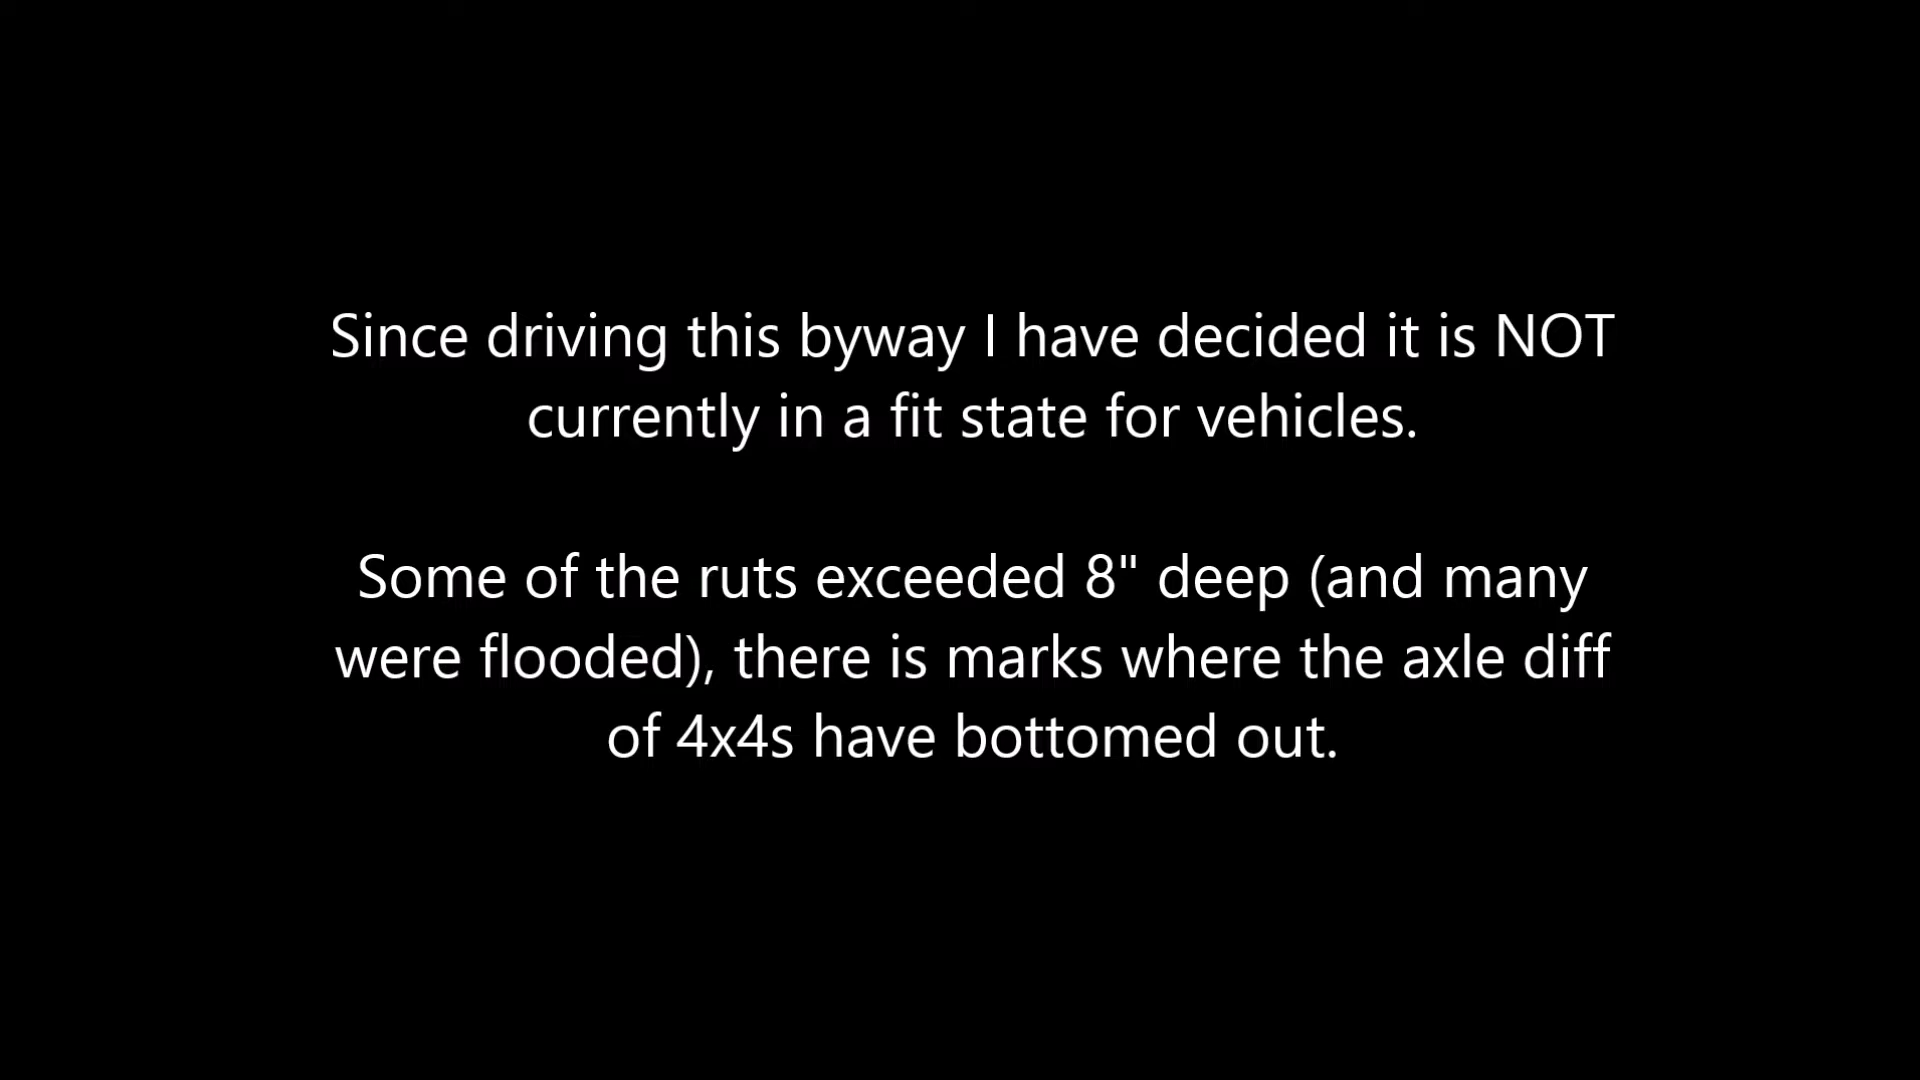 Since driving this byway I have decided it is NOT
currently in a fit state for vehicles.
Some of the ruts exceeded 8" deep (and many
were flooded), there is marks where the axle diff
of 4x4s have bottomed out.